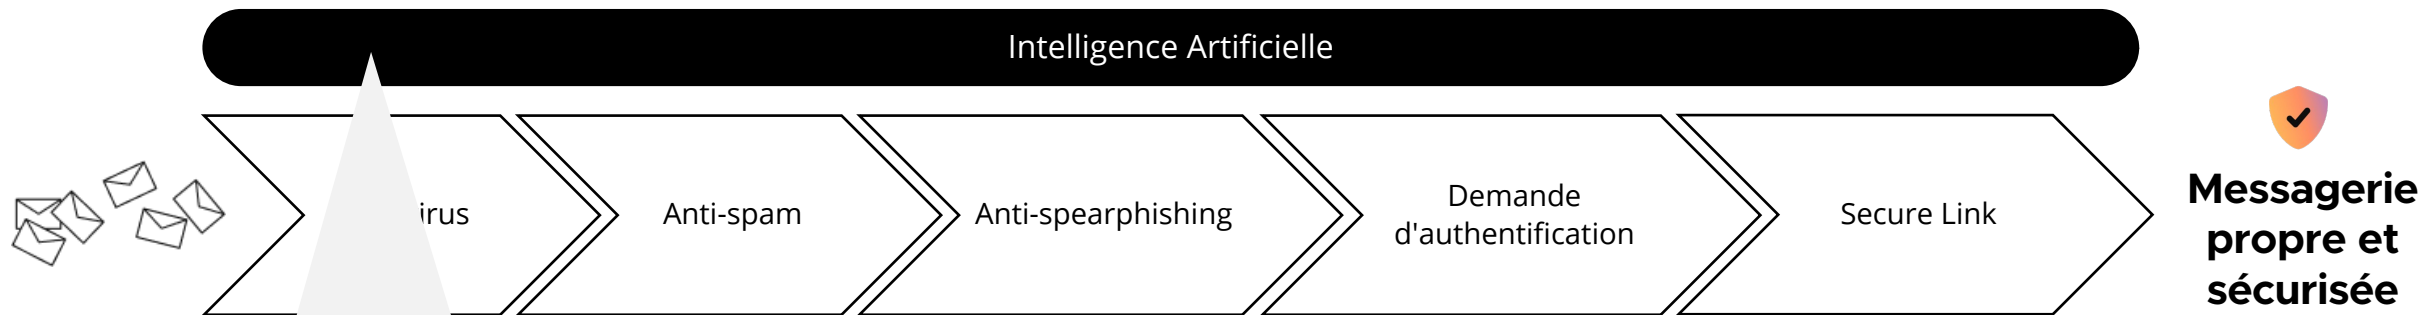 Intelligence Artificielle
irus
Anti-spam
Anti-spearphishing
Demande
d'authentification
Secure Link
Messagerie
propre et
sécurisée